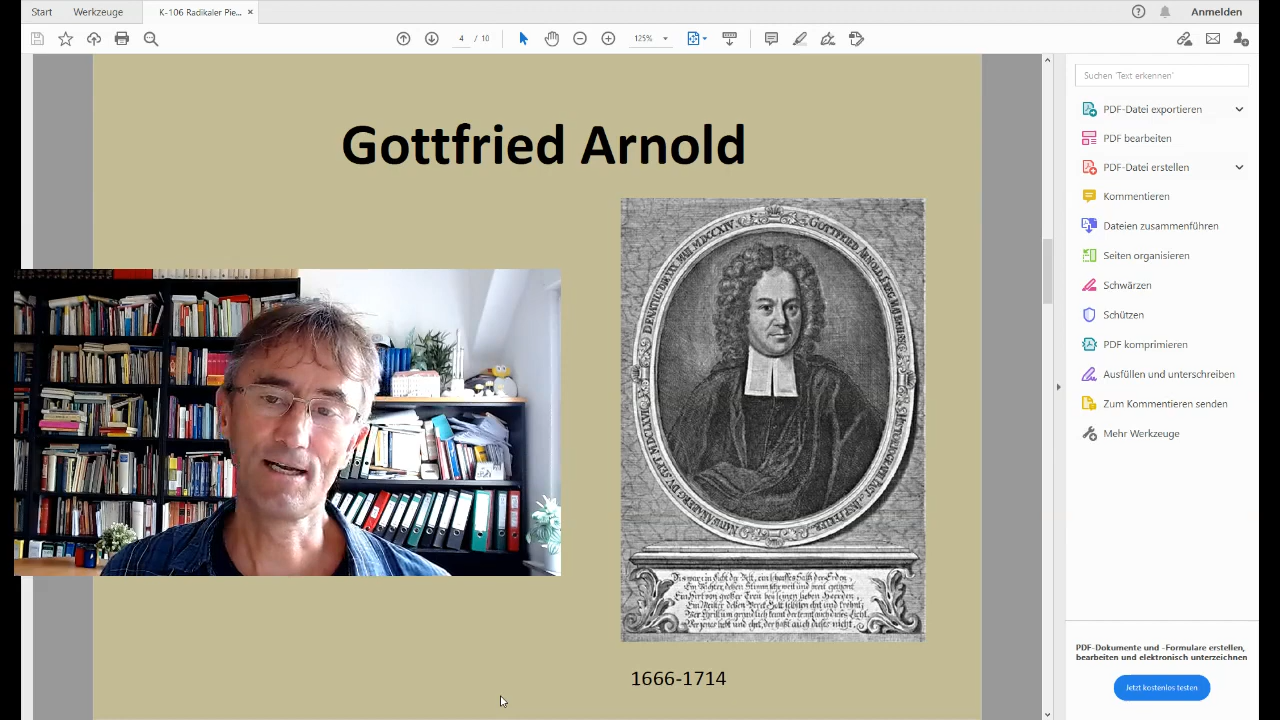 Start
Werkzeuge
K-106 Radikaler Pie...
Anmelden
4 / 10
125%
Suchen 'Text erkennen'
PDF-Datei exportieren
PDF bearbeiten
PDF-Datei erstellen
Kommentieren
Dateien zusammenführen
Seiten organisieren
Schwärzen
Schützen
PDF komprimieren
Ausfüllen und unterschreiben
Zum Kommentieren senden
Mehr Werkzeuge
PDF-Dokumente und -Formulare erstellen,
bearbeiten und elektronisch unterzeichnen
Jetzt kostenlos testen
Gottfried Arnold
1666-1714